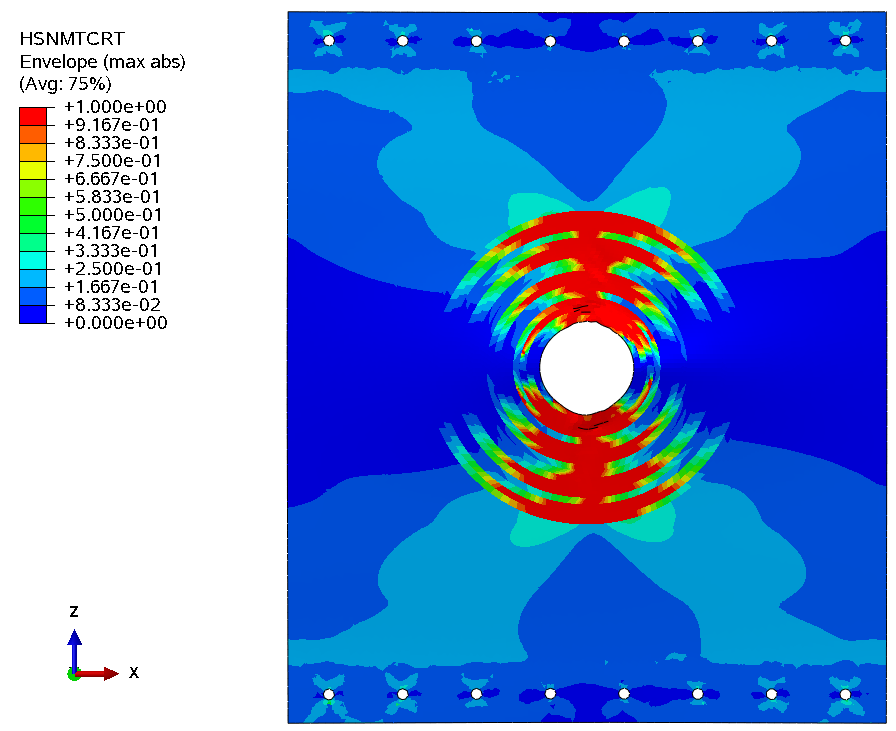 HSNMTCRT
Envelope (max abs)
(Avg: 75%)
+1.000e+00
+9.167e-01
+8.333e-01
+7.500e-01
+6.667e-01
+5.833e-01
+5.000e-01
+4.167e-01
+3.333e-01
+2.500e-01
+1.667e-01
+8.333e-02
+0.000e+00
Z
X